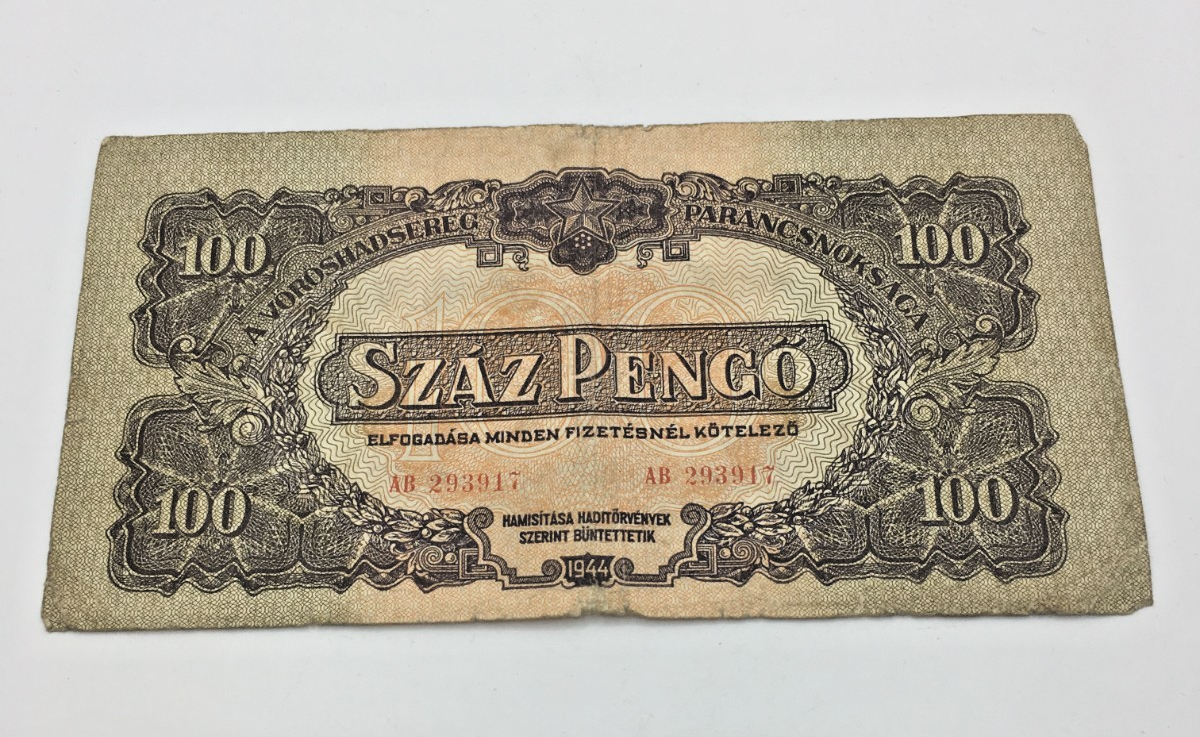 A VÖRÖSHADSEREG PARANCSNOKSÁGA
100 100
SZÁZ PENGŐ
ELFOGADÁSA MINDEN FIZETÉSNÉL KÖTELEZŐ
AB 293917 AB 293917
100 100
HAMISÍTÁSA HADITÖRVÉNYEK
SZERINT BÜNTETTETIK
1944